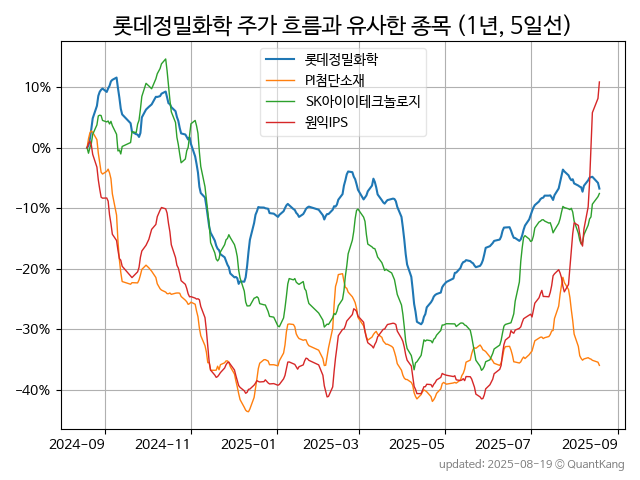 롯데정밀화학 주가 흐름과 유사한 종목 (1년, 5일선)
롯데정밀화학
PI첨단소재
SK아이이테크놀로지
원익IPS
10%
0%
−10%
−20%
−30%
−40%
2024−09 2024−11 2025−01 2025−03 2025−05 2025−07 2025−09
updated: 2025-08-19 © QuantKang